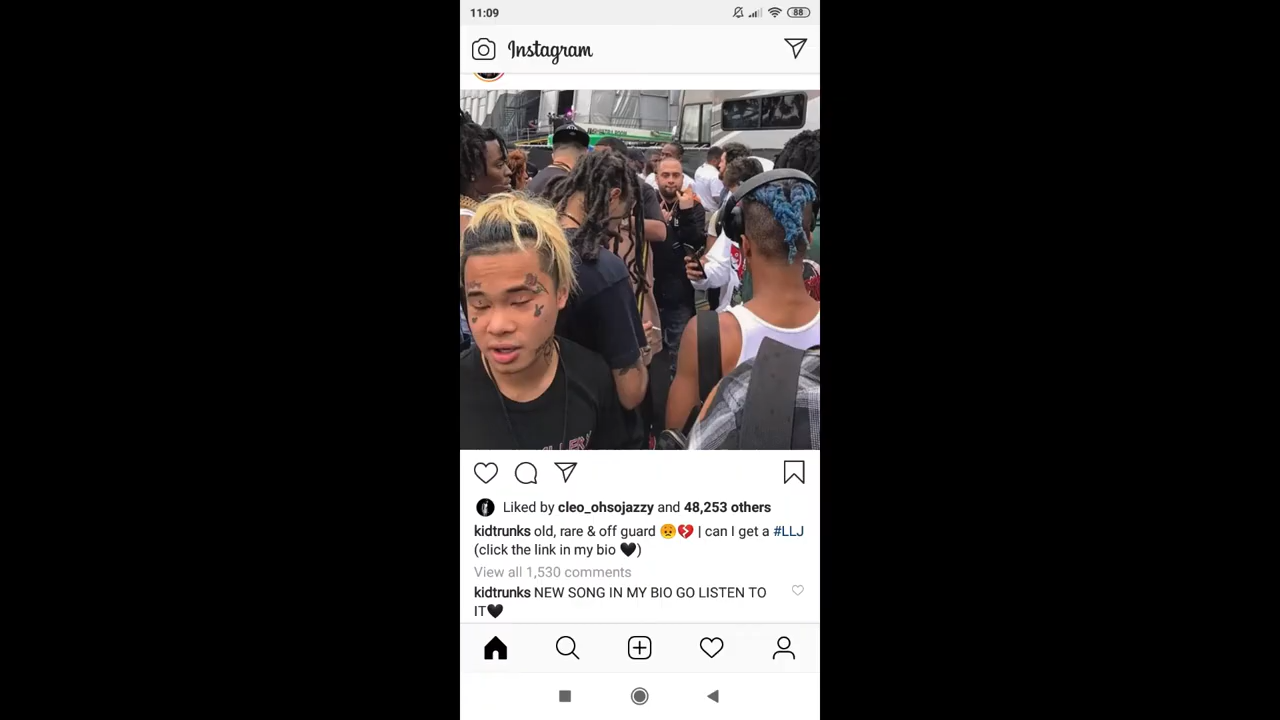 11:09
88
Instagram
Liked by cleo_ohsojazzy and 48,253 others
kidtrunks old, rare & off guard 😠💔 | can I get a #LLJ
(click the link in my bio 🖤)
View all 1,530 comments
kidtrunks NEW SONG IN MY BIO GO LISTEN TO
IT🖤